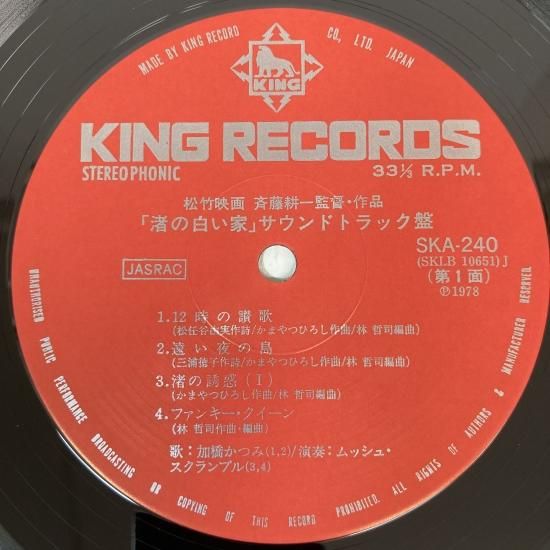 MADE BY KING RECORD CO., LTD. JAPAN
KING
KING RECORDS
STEREOPHONIC
33 1/3 R.P.M.
松竹映画 斉藤耕一監督・作品
「渚の白い家」サウンドトラック盤
SKA-240
(SKLB 10651) J
JASRAC
(第1面)
Ⓟ1978
1.12時の讃歌
(松任谷由実作詩/かまやつひろし作曲/林 哲司編曲)
2.遠い夜の島
(三浦徳子作詩/かまやつひろし作曲/林 哲司編曲)
3.渚の誘惑(I)
(かまやつひろし作曲/林 哲司編曲)
4.ファンキー・クイーン
(林 哲司作曲・編曲)
歌:加橋かつみ(1,2)/演奏:ムッシュ・
スクランブル(3,4)
UNAUTHORISED PUBLIC PERFORMANCE BROADCASTING OR COPYING OF THIS RECORD PROHIBITED. ALL RIGHTS OF AUTHORS & MANUFACTURER RESERVED.